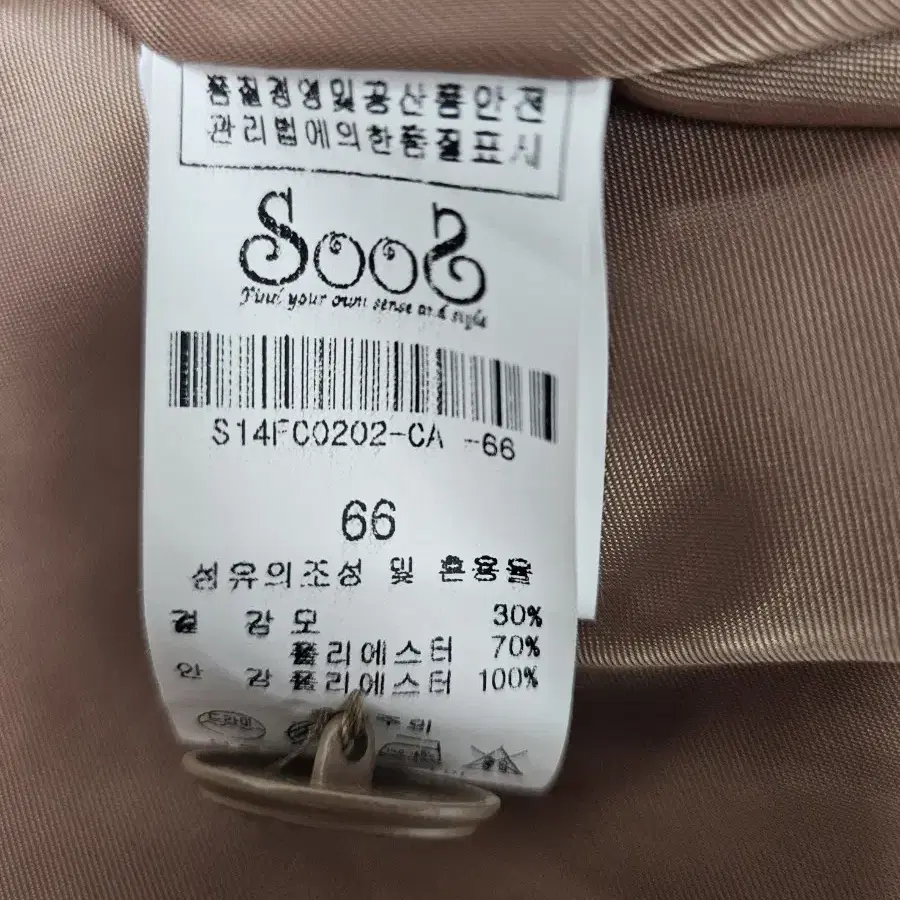 품질경영및공산품안전
관리법에의한품질표시
SooS
Find your own sense and style
S14FC0202-CA -66
66
섬유의조성 및 혼용율
겉 감 모 30%
폴리에스터 70%
안 감 폴리에스터 100%
드라이